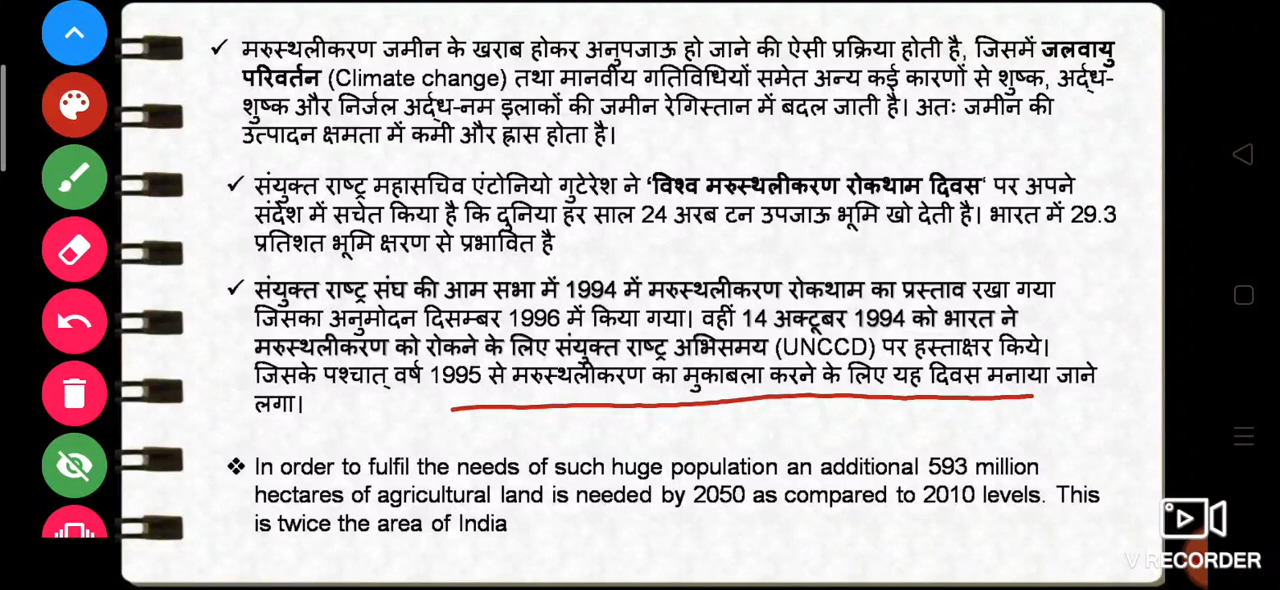 ✓ मरुस्थलीकरण जमीन के खराब होकर अनुपजाऊ हो जाने की ऐसी प्रक्रिया होती है, जिसमें जलवायु
परिवर्तन (Climate change) तथा मानवीय गतिविधियों समेत अन्य कई कारणों से शुष्क, अर्द्ध-
शुष्क और निर्जल अर्द्ध-नम इलाकों की जमीन रेगिस्तान में बदल जाती है। अतः जमीन की
उत्पादन क्षमता में कमी और ह्रास होता है।
✓ संयुक्त राष्ट्र महासचिव एंटोनियो गुटेरेश ने ‘विश्व मरुस्थलीकरण रोकथाम दिवस‘ पर अपने
संदेश में सचेत किया है कि दुनिया हर साल 24 अरब टन उपजाऊ भूमि खो देती है। भारत में 29.3
प्रतिशत भूमि क्षरण से प्रभावित है
✓ संयुक्त राष्ट्र संघ की आम सभा में 1994 में मरुस्थलीकरण रोकथाम का प्रस्ताव रखा गया
जिसका अनुमोदन दिसम्बर 1996 में किया गया। वहीं 14 अक्टूबर 1994 को भारत ने
मरुस्थलीकरण को रोकने के लिए संयुक्त राष्ट्र अभिसमय (UNCCD) पर हस्ताक्षर किये।
जिसके पश्चात् वर्ष 1995 से मरुस्थलीकरण का मुकाबला करने के लिए यह दिवस मनाया जाने
लगा।
❖ In order to fulfil the needs of such huge population an additional 593 million
hectares of agricultural land is needed by 2050 as compared to 2010 levels. This
is twice the area of India
V RECORDER